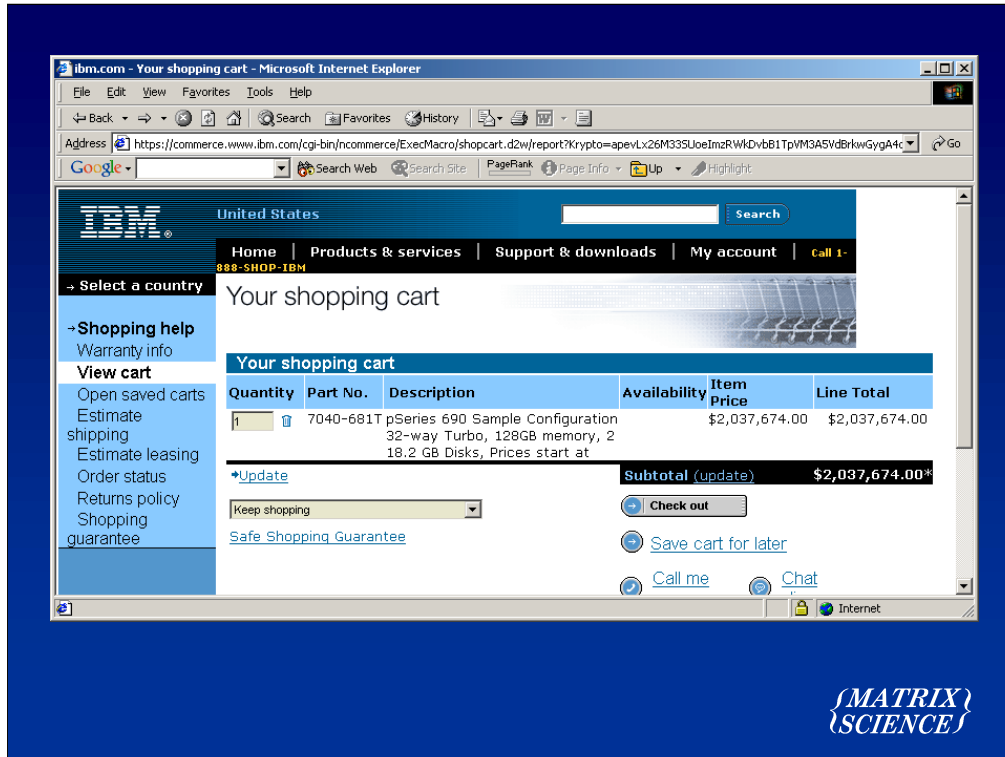 ibm.com - Your shopping cart - Microsoft Internet Explorer
File Edit View Favorites Tools Help
Back Search Favorites History
Address https://commerce.www.ibm.com/cgi-bin/ncommerce/ExecMacro/shopcart.d2w/report?Krypto= Go
Google Search Web Search Site PageRank Page Info Up Highlight
IBM® United States Search
Home | Products & services | Support & downloads | My account | Call 1-
888-SHOP-IBM
Select a country
Your shopping cart
Shopping help
Warranty info
View cart
Open saved carts
Estimate
shipping
Estimate leasing
Order status
Returns policy
Shopping
guarantee
Your shopping cart
Quantity Part No. Description Availability Item Price Line Total
1 7040-681T pSeries 690 Sample Configuration $2,037,674.00 $2,037,674.00
32-way Turbo, 128GB memory, 2
18.2 GB Disks, Prices start at
Update Subtotal (update) $2,037,674.00*
Keep shopping Check out
Safe Shopping Guarantee Save cart for later
Call me Chat
Internet
MATRIX
SCIENCE